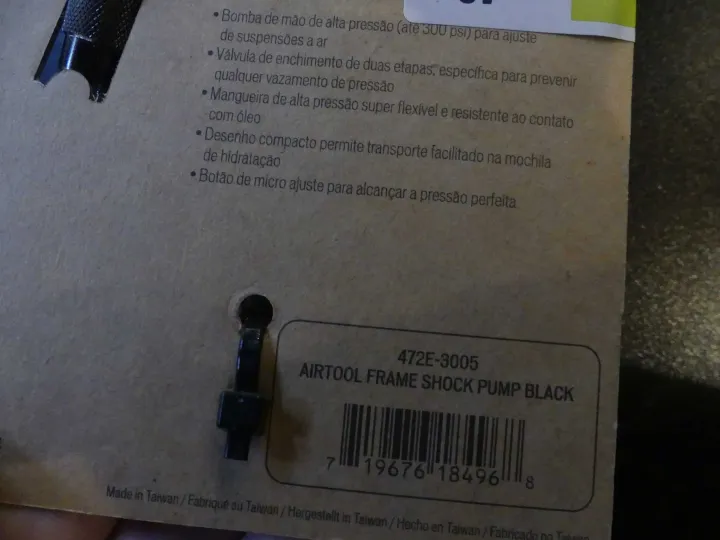 • Bomba de mão de alta pressão (até 300 psi) para ajuste
de suspensões a ar
• Válvula de enchimento de duas etapas, específica para prevenir
qualquer vazamento de pressão
• Mangueira de alta pressão super flexível e resistente ao contato
com óleo
• Desenho compacto permite transporte facilitado na mochila
de hidratação
• Botão de micro ajuste para alcançar a pressão perfeita.
472E-3005
AIRTOOL FRAME SHOCK PUMP BLACK
7 19676 18496 8
Made in Taiwan / Fabriqué au Taiwan / Hergestellt in Taiwan / Hecho en Taiwan / Fabricado no Taiwan